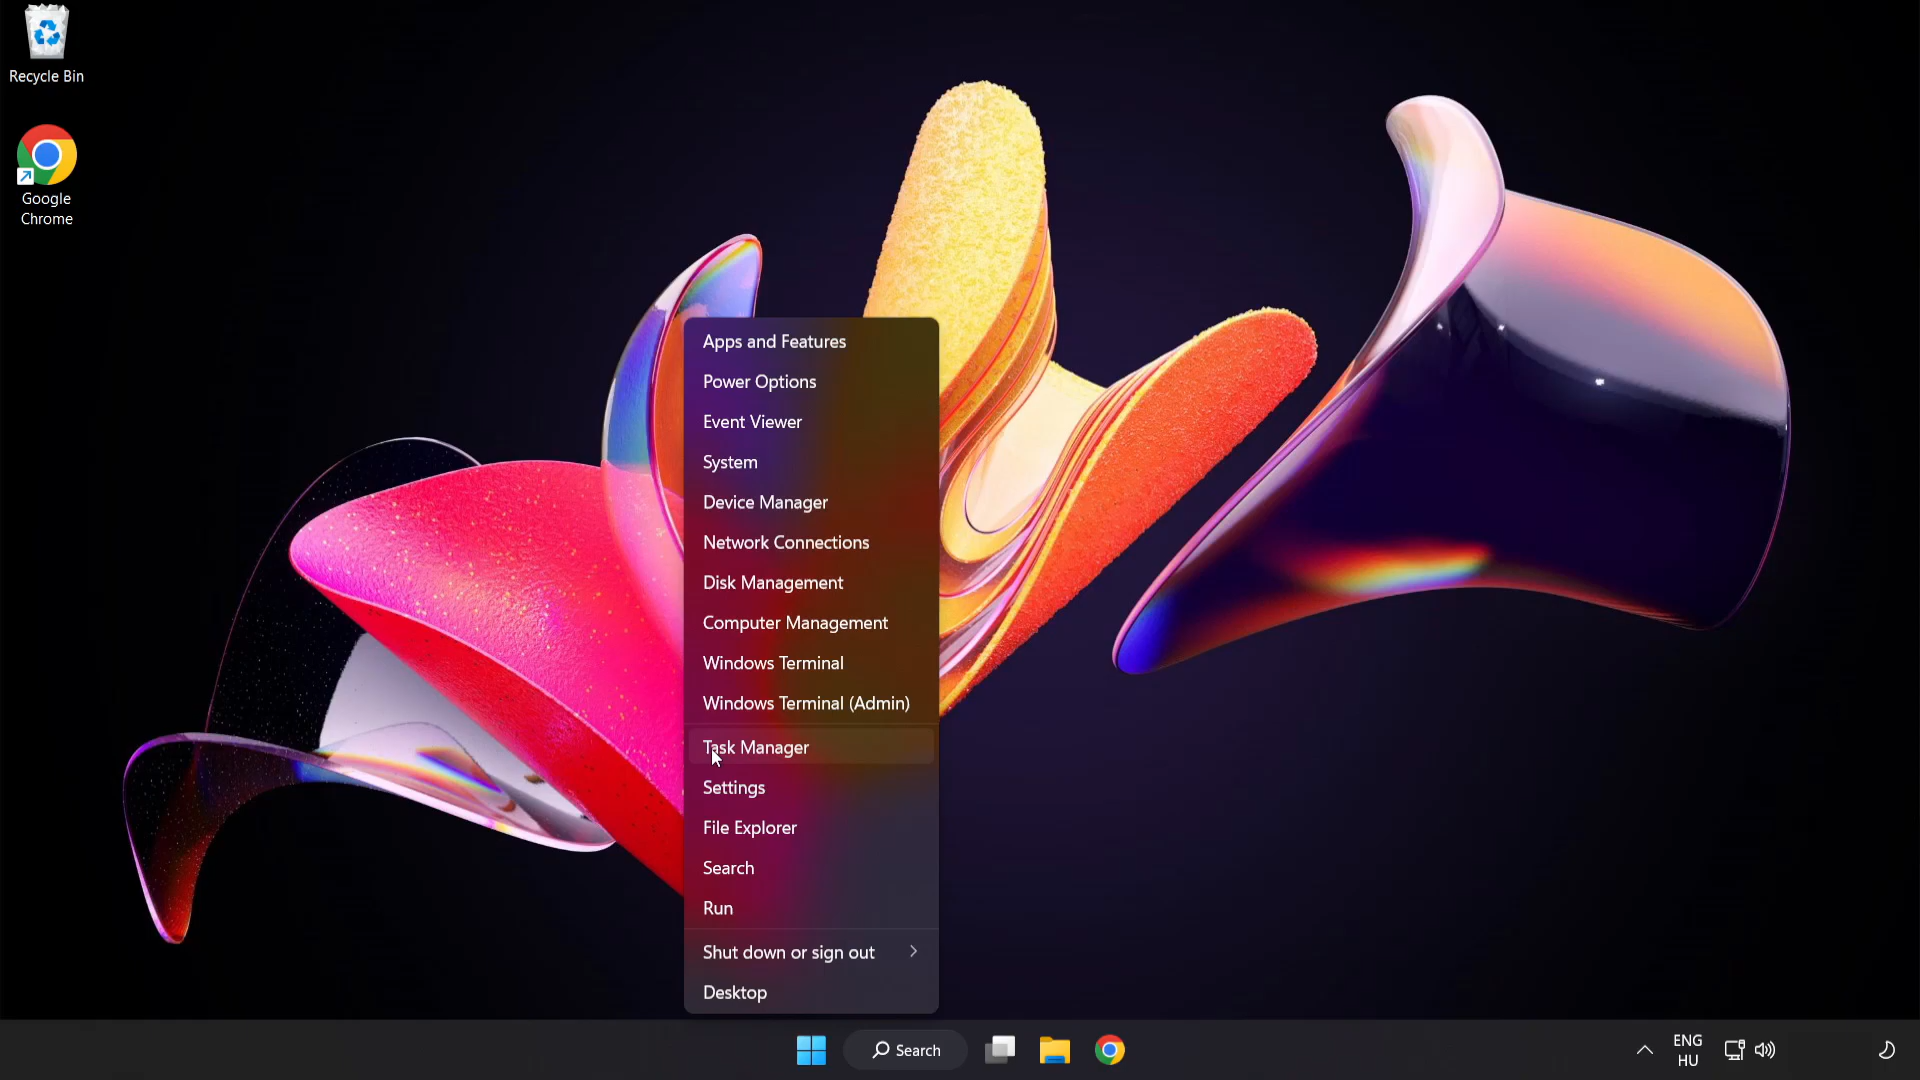 Recycle Bin
Google
Chrome
Apps and Features
Power Options
Event Viewer
System
Device Manager
Network Connections
Disk Management
Computer Management
Windows Terminal
Windows Terminal (Admin)
Task Manager
Settings
File Explorer
Search
Run
Shut down or sign out
Desktop
Search
ENG
HU